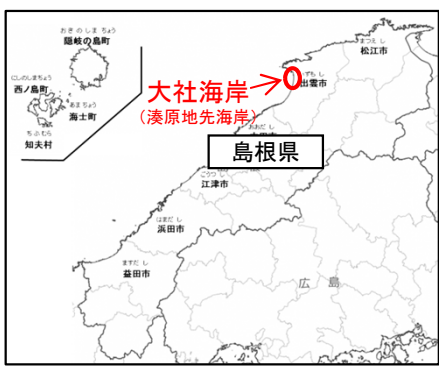 おき の しま ちょう
隠岐の島町
にしのしまちょう
西ノ島町
あま ちょう
海士町
ちぶむら
知夫村
まつえ し
松江市
いずもし
出雲市
大社海岸
(湊原地先海岸)
おおだ し
島根県
ごうつ し
江津市
はまだ し
浜田市
ますだ し
益田市
広島